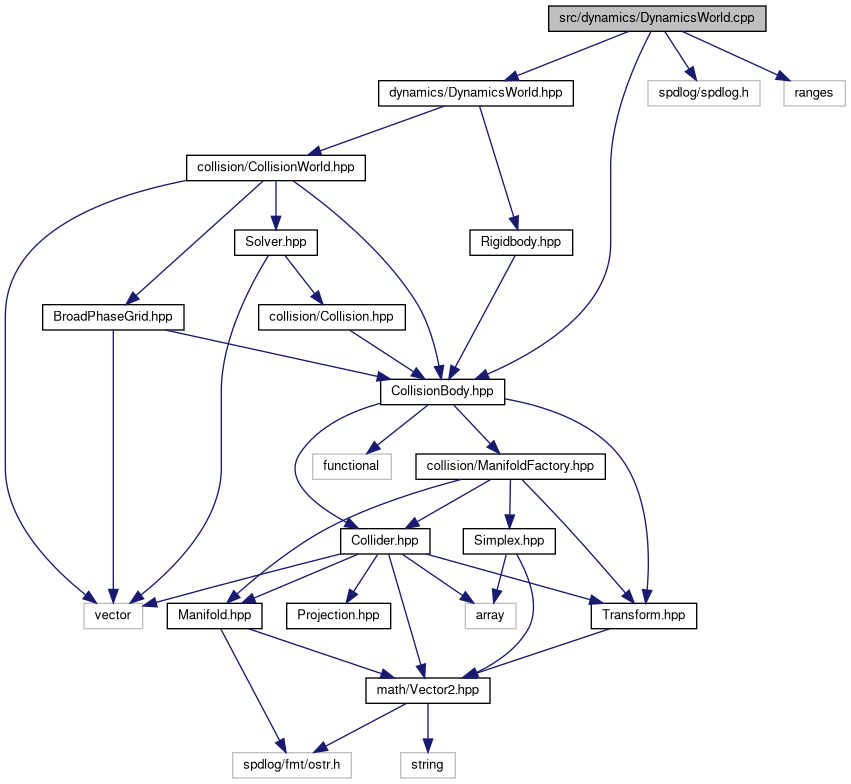 src/dynamics/DynamicsWorld.cpp
dynamics/DynamicsWorld.hpp
spdlog/spdlog.h
ranges
collision/CollisionWorld.hpp
Solver.hpp
Rigidbody.hpp
BroadPhaseGrid.hpp
collision/Collision.hpp
CollisionBody.hpp
functional
collision/ManifoldFactory.hpp
Collider.hpp
Simplex.hpp
vector
Manifold.hpp
Projection.hpp
array
Transform.hpp
math/Vector2.hpp
spdlog/fmt/ostr.h
string